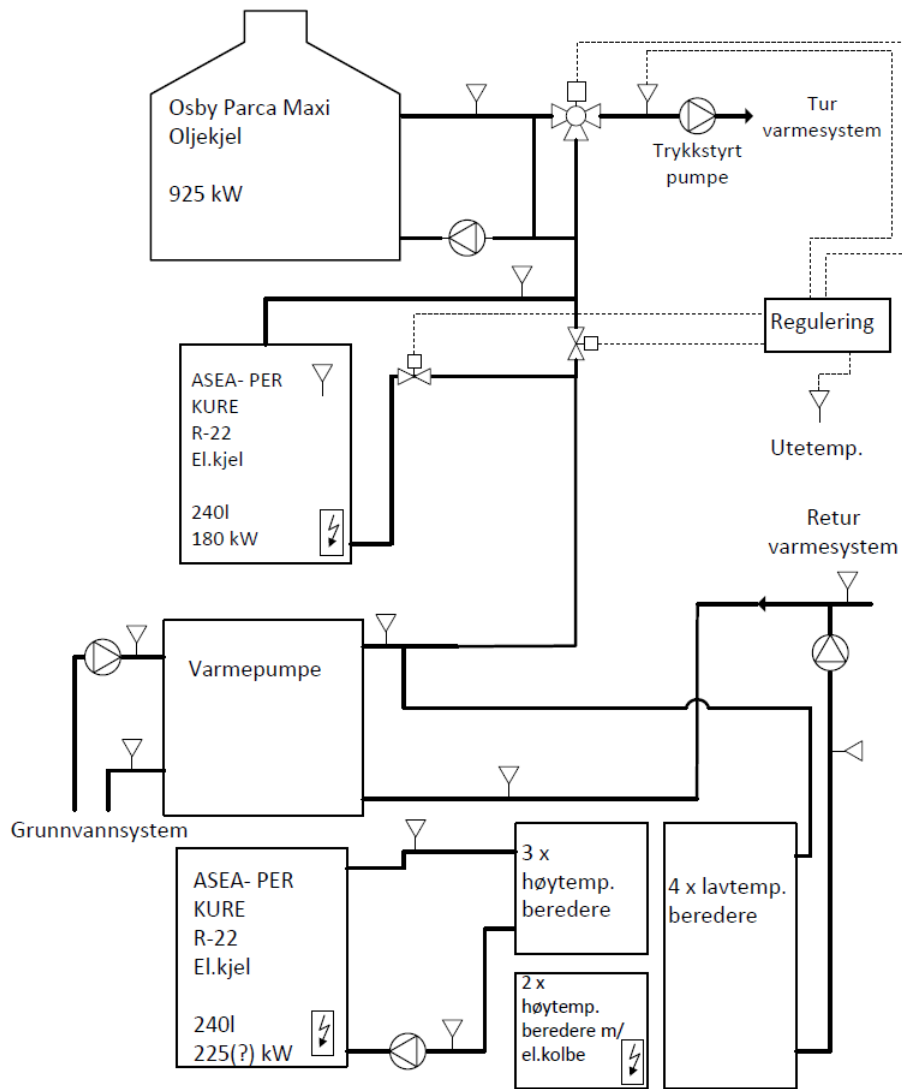 Osby Parca Maxi
Oljekjel
925 kW
Tur
varmesystem
Trykkstyrt
pumpe
Regulering
ASEA- PER
KURE
R-22
El.kjel
240l
180 kW
Utetemp.
Retur
varmesystem
Varmepumpe
Grunnvannsystem
ASEA- PER
KURE
R-22
El.kjel
240l
225(?) kW
3 x
høytemp.
beredere
2 x
høytemp.
beredere m/
el.kolbe
4 x lavtemp.
beredere